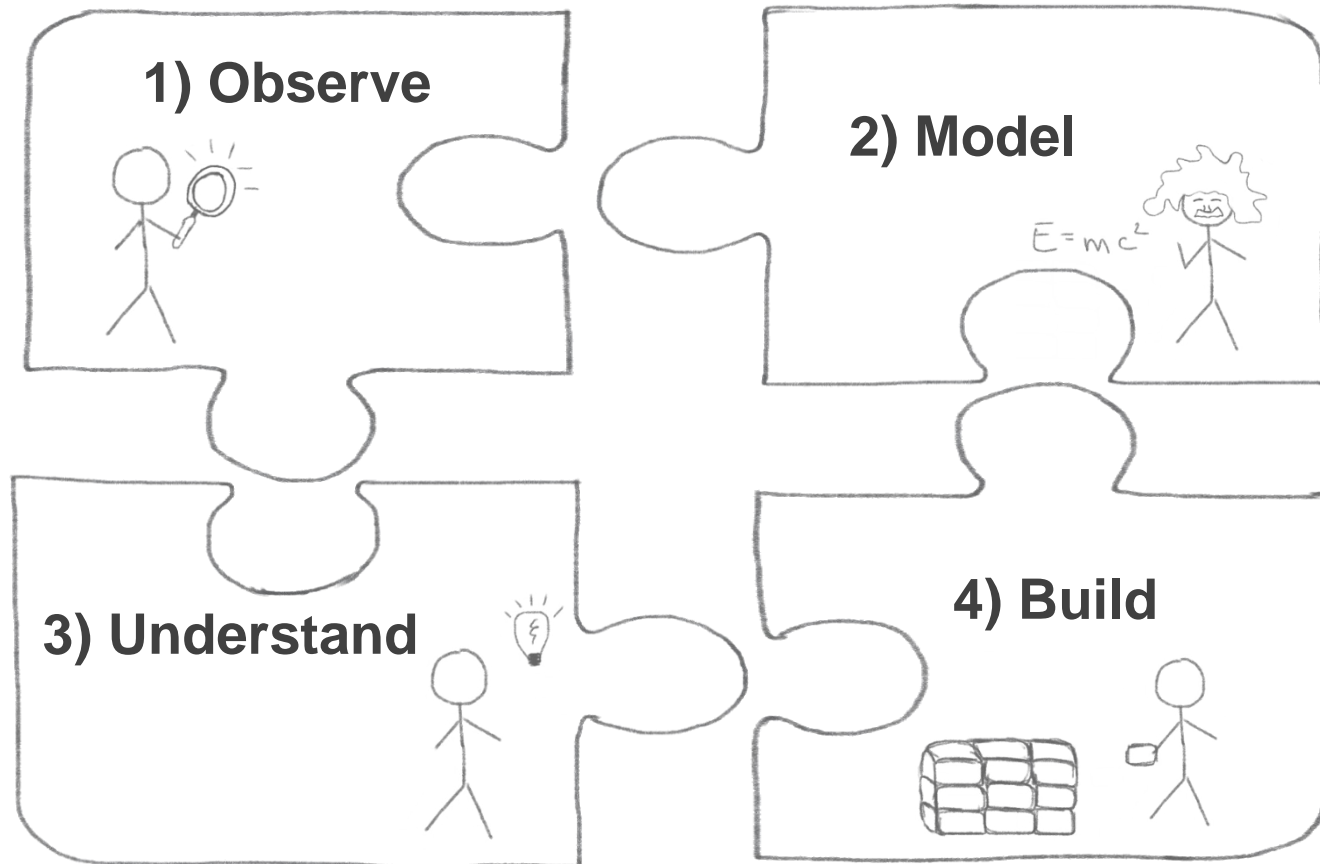 1) Observe
2) Model
E=mc²
3) Understand
4) Build